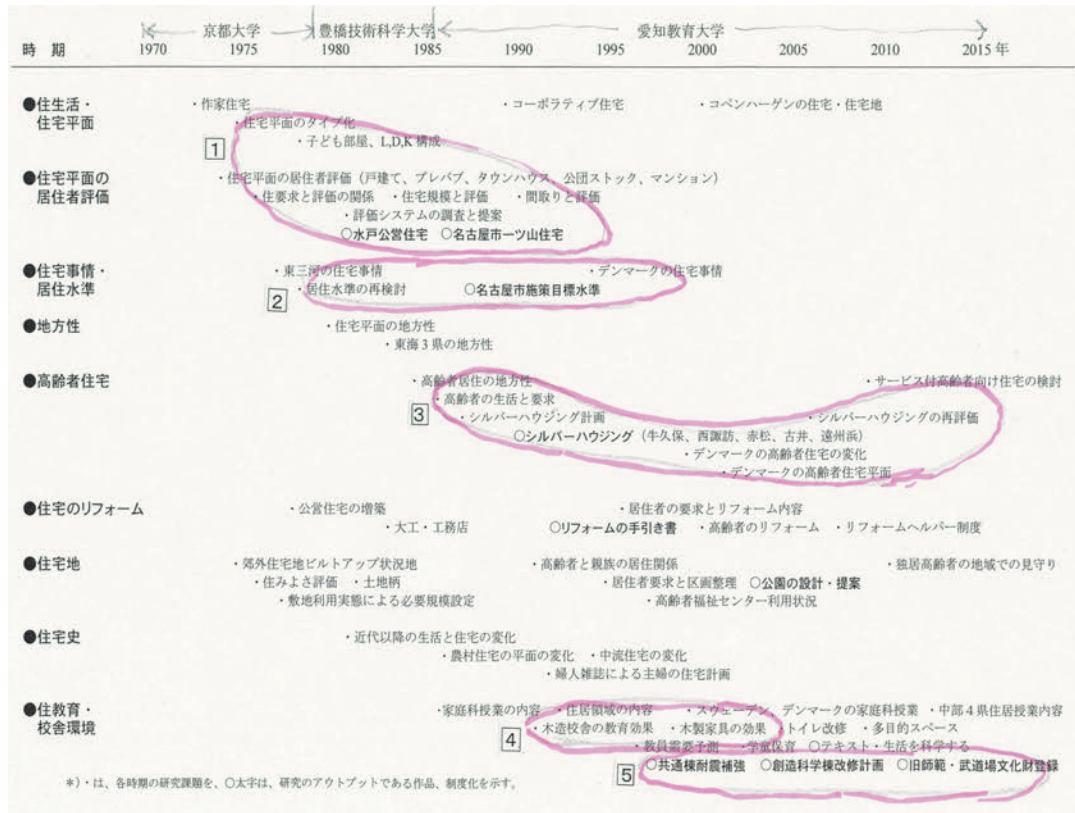 京都大学 豊橋技術科学大学 愛知教育大学
時 期 1970 1975 1980 1985 1990 1995 2000 2005 2010 2015 年
●住生活・ ・作家住宅 ・コーポラティブ住宅 ・コペンハーゲンの住宅・住宅地
住宅平面 ・住宅平面のタイプ化
1 ・子ども部屋、L,D,K 構成
●住宅平面の ・住宅平面の居住者評価（戸建て、プレハブ、タウンハウス、公団ストック、マンション）
居住者評価 ・住要求と評価の関係 ・住宅規模と評価 ・間取りと評価
・評価システムの調査と提案
○水戸公営住宅 ○名古屋市一ツ山住宅
●住宅事情・ ・東三河の住宅事情 ・デンマークの住宅事情
居住水準 2 ・居住水準の再検討 ○名古屋市施策目標水準
●地方性 ・住宅平面の地方性
・東海 3 県の地方性
●高齢者住宅 ・高齢者居住の地方性 ・サービス付高齢者向け住宅の検討
・高齢者の生活と要求
3 ・シルバーハウジング計画 ・シルバーハウジングの再評価
○シルバーハウジング（牛久保、西諏訪、赤松、古井、遠州浜）
・デンマークの高齢者住宅の変化
・デンマークの高齢者住宅平面
●住宅のリフォーム ・公営住宅の増築 ・居住者の要求とリフォーム内容
・大工・工務店 ○リフォームの手引き書 ・高齢者のリフォーム ・リフォームヘルパー制度
●住宅地 ・郊外住宅地ビルトアップ状況地 ・高齢者と親族の居住関係 ・独居高齢者の地域での見守り
・住みよさ評価 ・土地柄 ・居住者要求と区画整理 ○公園の設計・提案
・敷地利用実態による必要規模設定 ・高齢者福祉センター利用状況
●住宅史 ・近代以降の生活と住宅の変化
・農村住宅の平面の変化 ・中流住宅の変化
・婦人雑誌による主婦の住宅計画
●住教育・ ・家庭科授業の内容 ・住居領域の内容 ・スウェーデン、デンマークの家庭科授業 ・中部 4 県住居授業内容
校舎環境 4 ・木造校舎の教育効果 ・木製家具の効果 ・トイレ改修 ・多目的スペース
・教員需要予測 ・学童保育 ○テキスト・生活を科学する
5 ○共通棟耐震補強 ○創造科学棟改修計画 ○旧師範・武道場文化財登録
＊）・は、各時期の研究課題を、○太字は、研究のアウトプットである作品、制度化を示す。